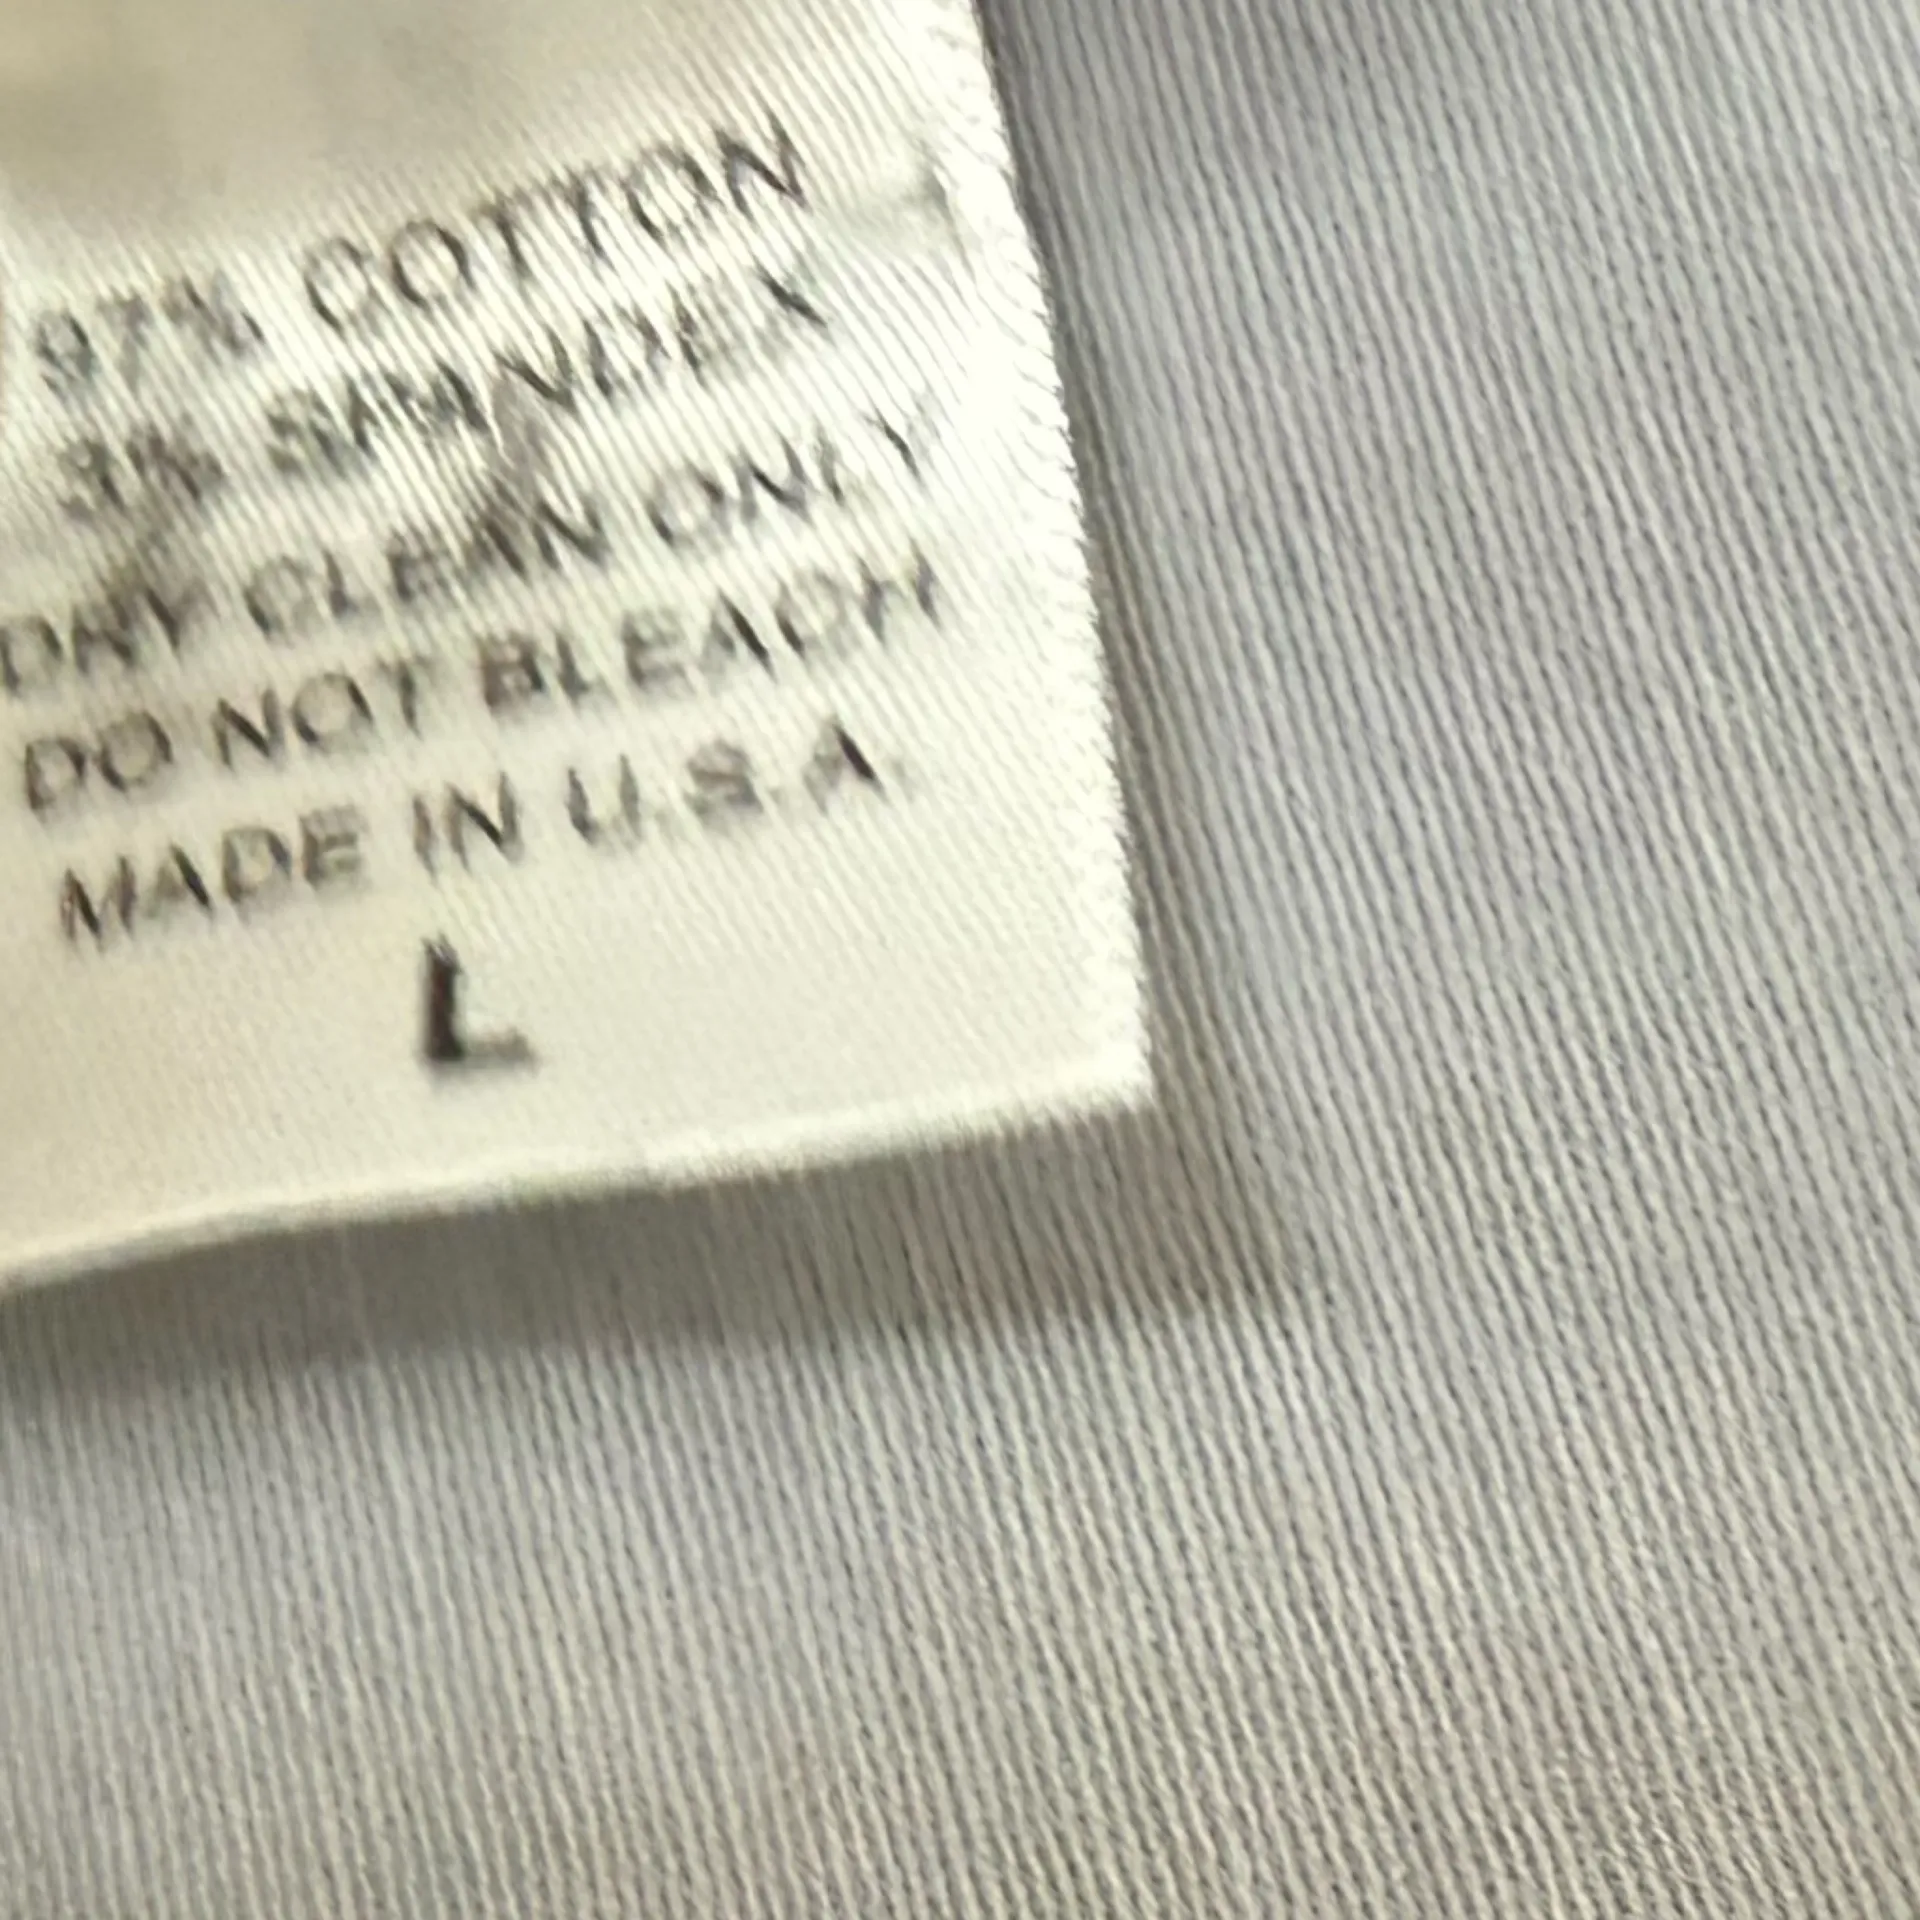 97% COTTON
3% SPANDEX
DRY CLEAN ONLY
DO NOT BLEACH
MADE IN U.S.A.
L